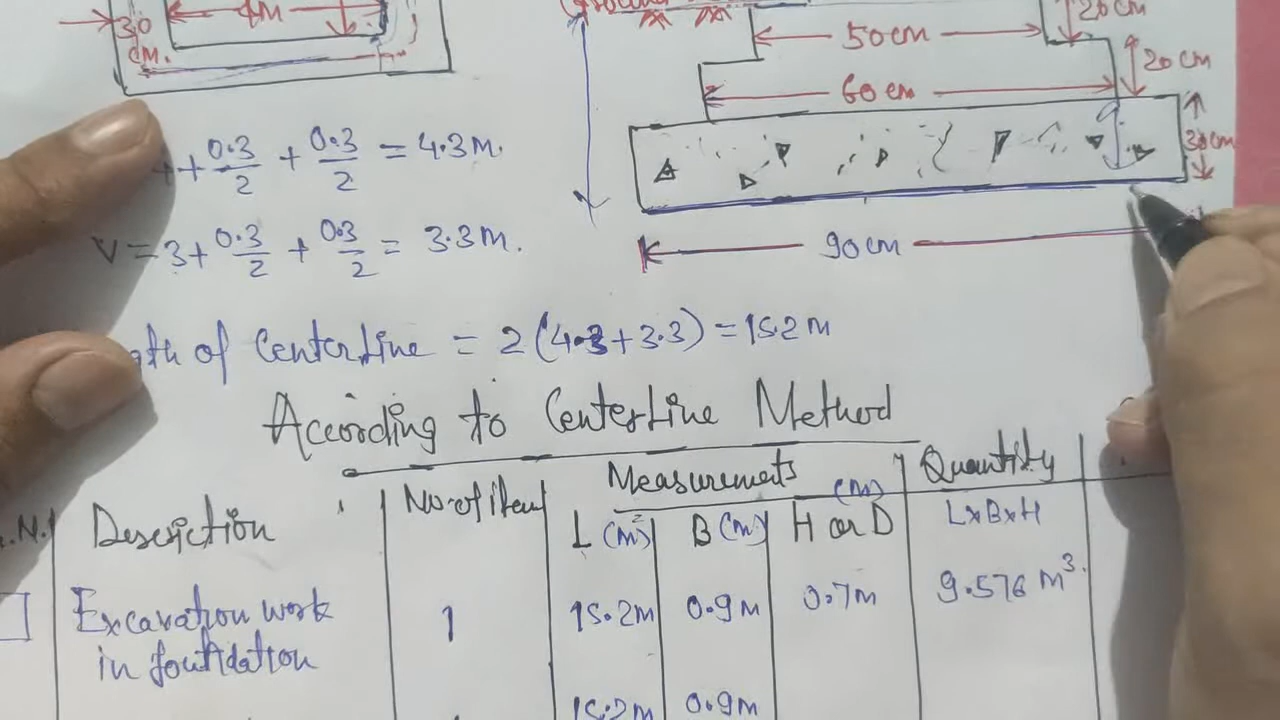 30
cm.
4M
50cm
20cm
20cm
60cm
30cm
90cm
+ 0.3/2 + 0.3/2 = 4.3M.
V = 3 + 0.3/2 + 0.3/2 = 3.3M.
gth of Centerline = 2(4.3+3.3) = 15.2M
According to Centerline Method
.N. Descriction No. of item Measurements (m) Quantity
L (m) B (m) H or D LxBxH
Excavation work in foundation 1 15.2M 0.9M 0.7M 9.576 M³.
15.2M 0.9M